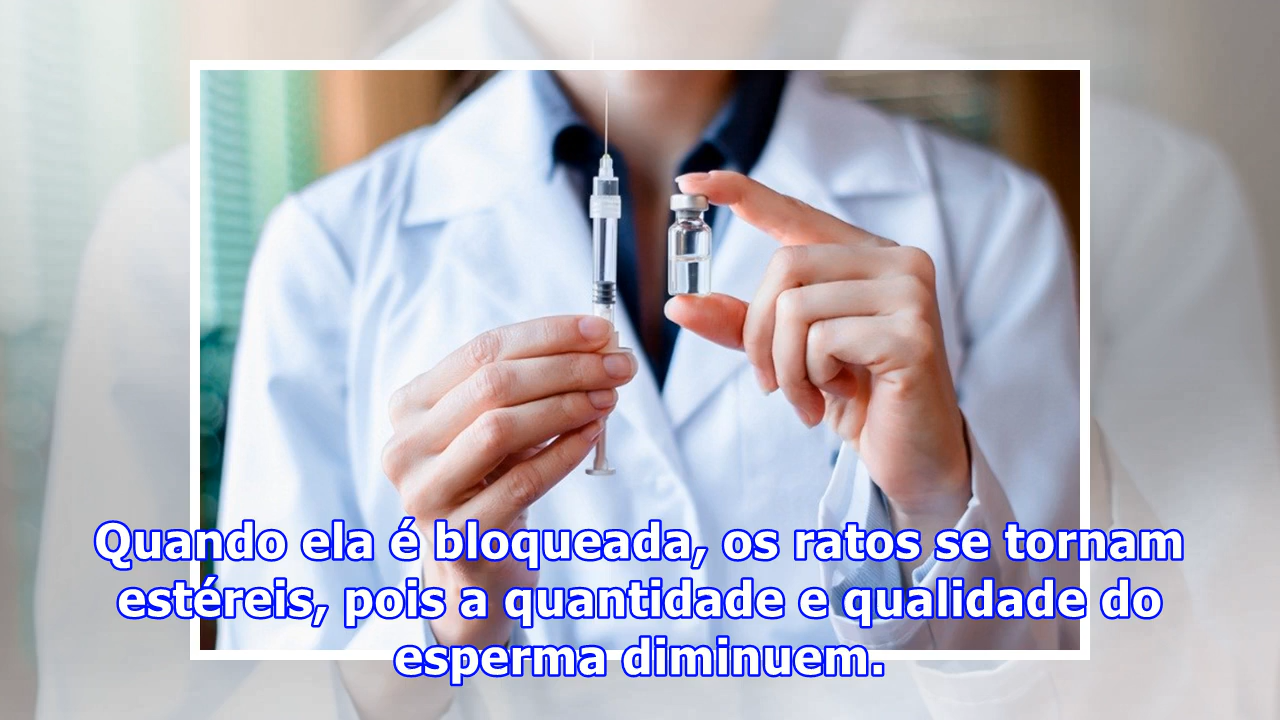 Quando ela é bloqueada, os ratos se tornam
estéreis, pois a quantidade e qualidade do
esperma diminuem.